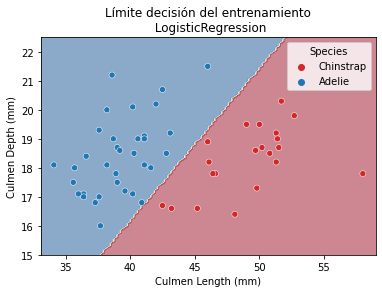 Límite decisión del entrenamiento
LogisticRegression
Species
Chinstrap
Adelie
22
21
20
19
18
17
16
15
Culmen Depth (mm)
35
40
45
50
55
Culmen Length (mm)